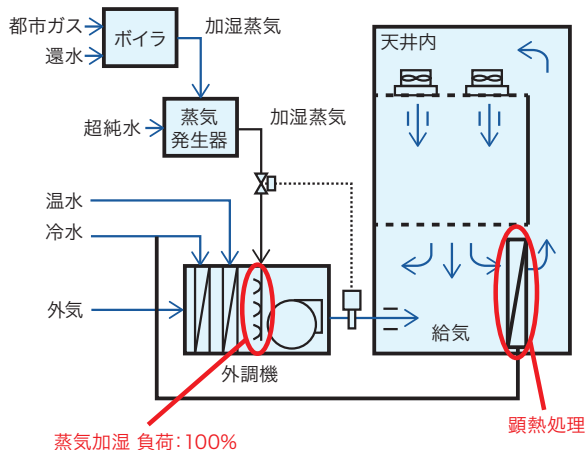 都市ガス
還水
ボイラ
加湿蒸気
天井内
超純水
蒸気
発生器
加湿蒸気
温水
冷水
外気
給気
外調機
顕熱処理
蒸気加湿 負荷：100%